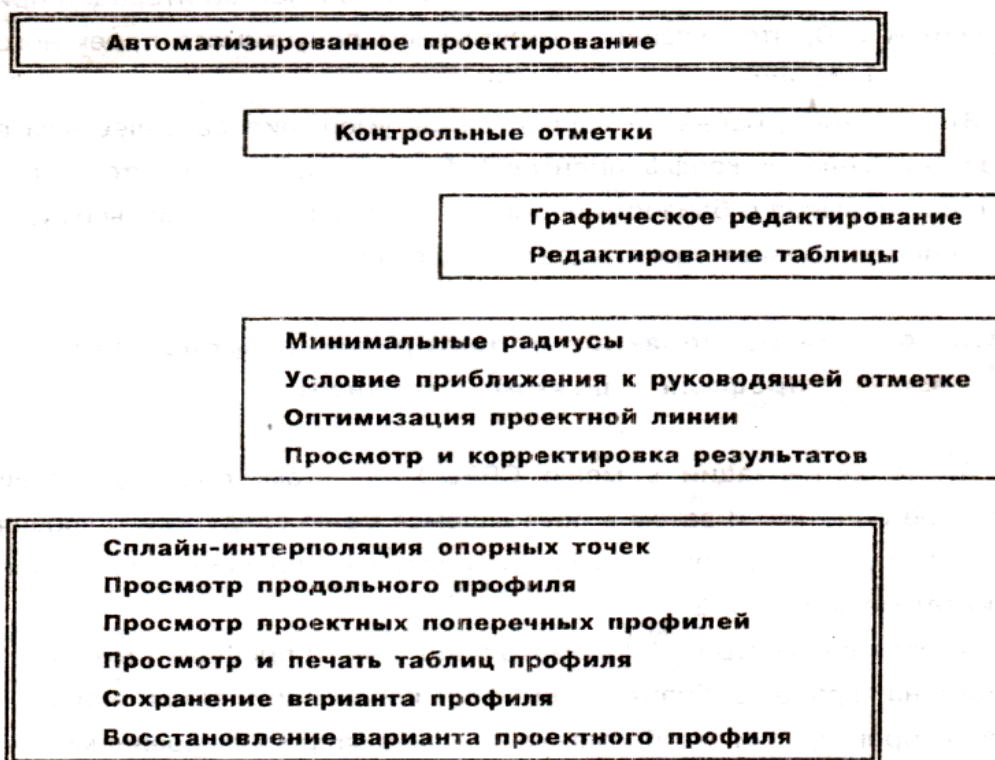 Автоматизированное проектирование
Контрольные отметки
Графическое редактирование
Редактирование таблицы
Минимальные радиусы
Условие приближения к руководящей отметке
Оптимизация проектной линии
Просмотр и корректировка результатов
Сплайн-интерполяция опорных точек
Просмотр продольного профиля
Просмотр проектных поперечных профилей
Просмотр и печать таблиц профиля
Сохранение варианта профиля
Восстановление варианта проектного профиля